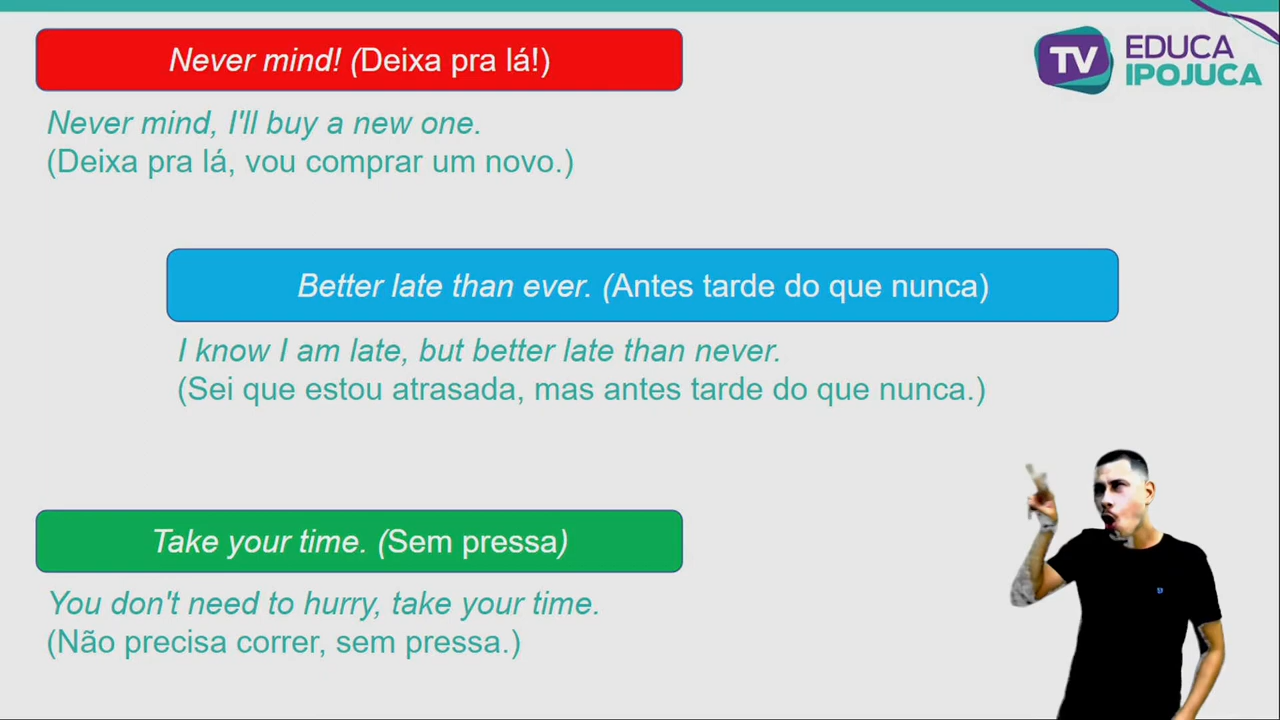 Never mind! (Deixa pra lá!)
TV EDUCA
IPOJUCA
Never mind, I'll buy a new one.
(Deixa pra lá, vou comprar um novo.)
Better late than ever. (Antes tarde do que nunca)
I know I am late, but better late than never.
(Sei que estou atrasada, mas antes tarde do que nunca.)
Take your time. (Sem pressa)
You don't need to hurry, take your time.
(Não precisa correr, sem pressa.)